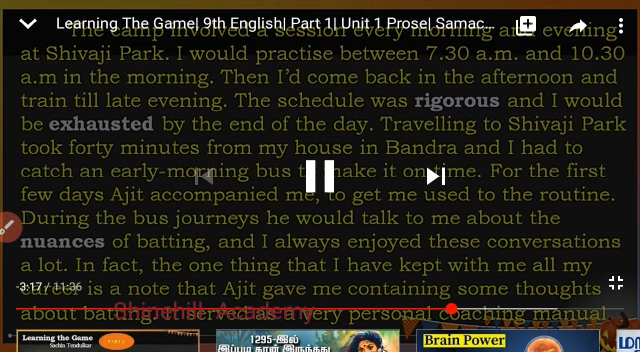 Learning The Game| 9th English| Part 1| Unit 1 Prose| Samac...
The camp involved a session every morning and evening
at Shivaji Park. I would practise between 7.30 a.m. and 10.30
a.m in the morning. Then I'd come back in the afternoon and
train till late evening. The schedule was rigorous and I would
be exhausted by the end of the day. Travelling to Shivaji Park
took forty minutes from my house in Bandra and I had to
catch an early-morning bus to make it on time. For the first
few days Ajit accompanied me, to get me used to the routine.
During the bus journeys he would talk to me about the
nuances of batting, and I always enjoyed these conversations
a lot. In fact, the one thing that I have kept with me all my
career is a note that Ajit gave me containing some thoughts
-3:17 / 11:36
about batting. It served as a very personal coaching manual
Shinehill Academy
Learning the Game
Sachin Tendulkar
1295-இல்
Brain Power